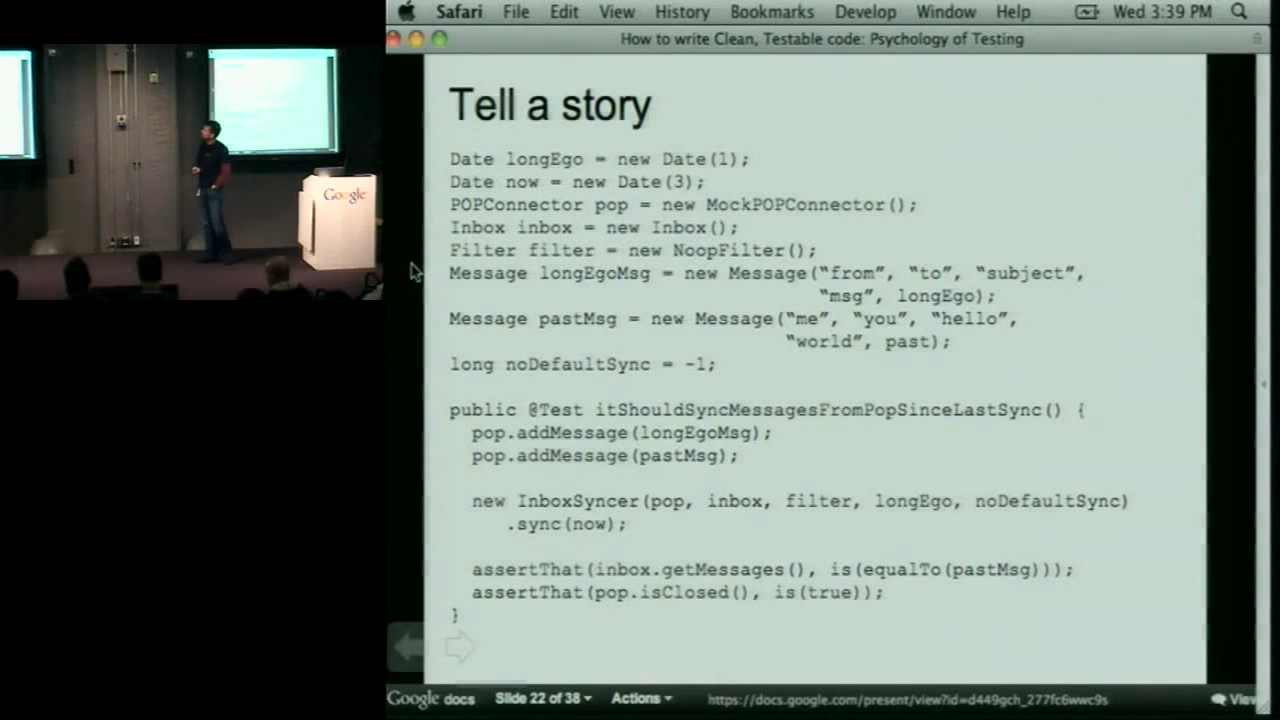 Safari File Edit View History Bookmarks Develop Window Help Wed 3:39 PM
How to write Clean, Testable code: Psychology of Testing
Tell a story
Date longEgo = new Date(1);
Date now = new Date(3);
POPConnector pop = new MockPOPConnector();
Inbox inbox = new Inbox();
Filter filter = new NoopFilter();
Message longEgoMsg = new Message("from", "to", "subject",
"msg", longEgo);
Message pastMsg = new Message("me", "you", "hello",
"world", past);
long noDefaultSync = -1;
public @Test itShouldSyncMessagesFromPopSinceLastSync() {
pop.addMessage(longEgoMsg);
pop.addMessage(pastMsg);
new InboxSyncer(pop, inbox, filter, longEgo, noDefaultSync)
.sync(now);
assertThat(inbox.getMessages(), is(equalTo(pastMsg)));
assertThat(pop.isClosed(), is(true));
}
Google docs Slide 22 of 38 Actions https://docs.google.com/present/view?id=d449gch_277fc6wwc9s View
Google